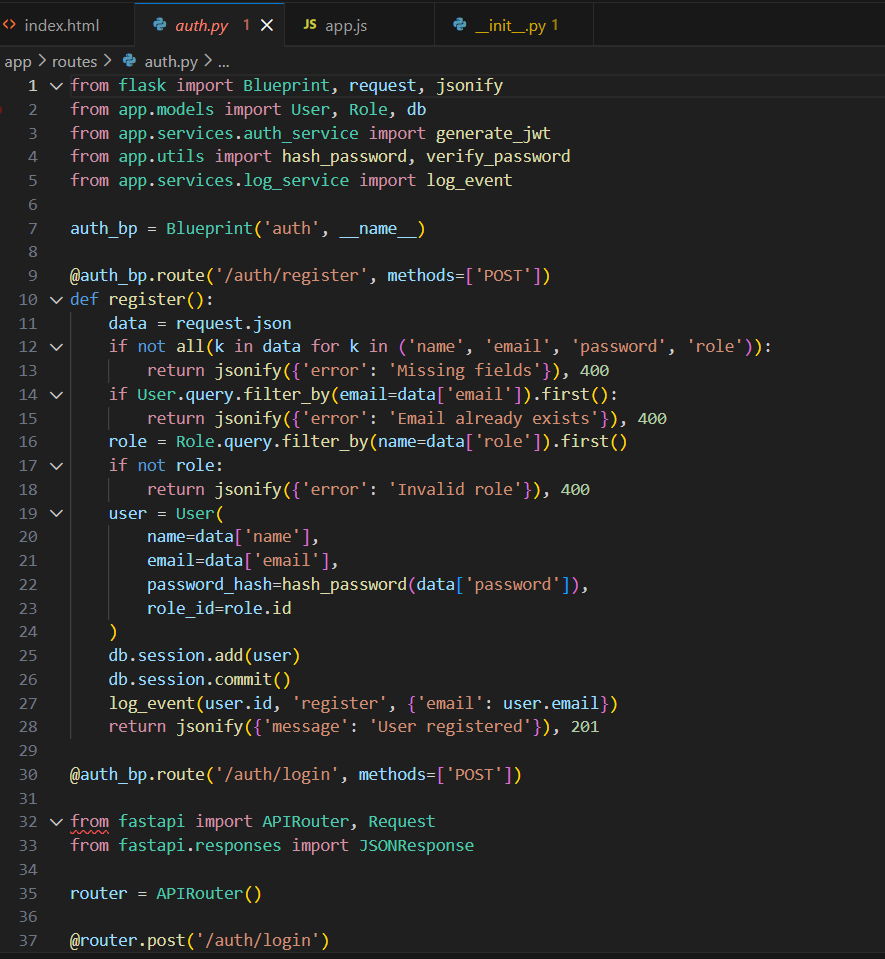 index.html auth.py 1 JS app.js __init__.py 1
app > routes > auth.py > ...
1 from flask import Blueprint, request, jsonify
2 from app.models import User, Role, db
3 from app.services.auth_service import generate_jwt
4 from app.utils import hash_password, verify_password
5 from app.services.log_service import log_event
6
7 auth_bp = Blueprint('auth', __name__)
8
9 @auth_bp.route('/auth/register', methods=['POST'])
10 def register():
11     data = request.json
12     if not all(k in data for k in ('name', 'email', 'password', 'role')):
13         return jsonify({'error': 'Missing fields'}), 400
14     if User.query.filter_by(email=data['email']).first():
15         return jsonify({'error': 'Email already exists'}), 400
16     role = Role.query.filter_by(name=data['role']).first()
17     if not role:
18         return jsonify({'error': 'Invalid role'}), 400
19     user = User(
20         name=data['name'],
21         email=data['email'],
22         password_hash=hash_password(data['password']),
23         role_id=role.id
24     )
25     db.session.add(user)
26     db.session.commit()
27     log_event(user.id, 'register', {'email': user.email})
28     return jsonify({'message': 'User registered'}), 201
29
30 @auth_bp.route('/auth/login', methods=['POST'])
31
32 from fastapi import APIRouter, Request
33 from fastapi.responses import JSONResponse
34
35 router = APIRouter()
36
37 @router.post('/auth/login')